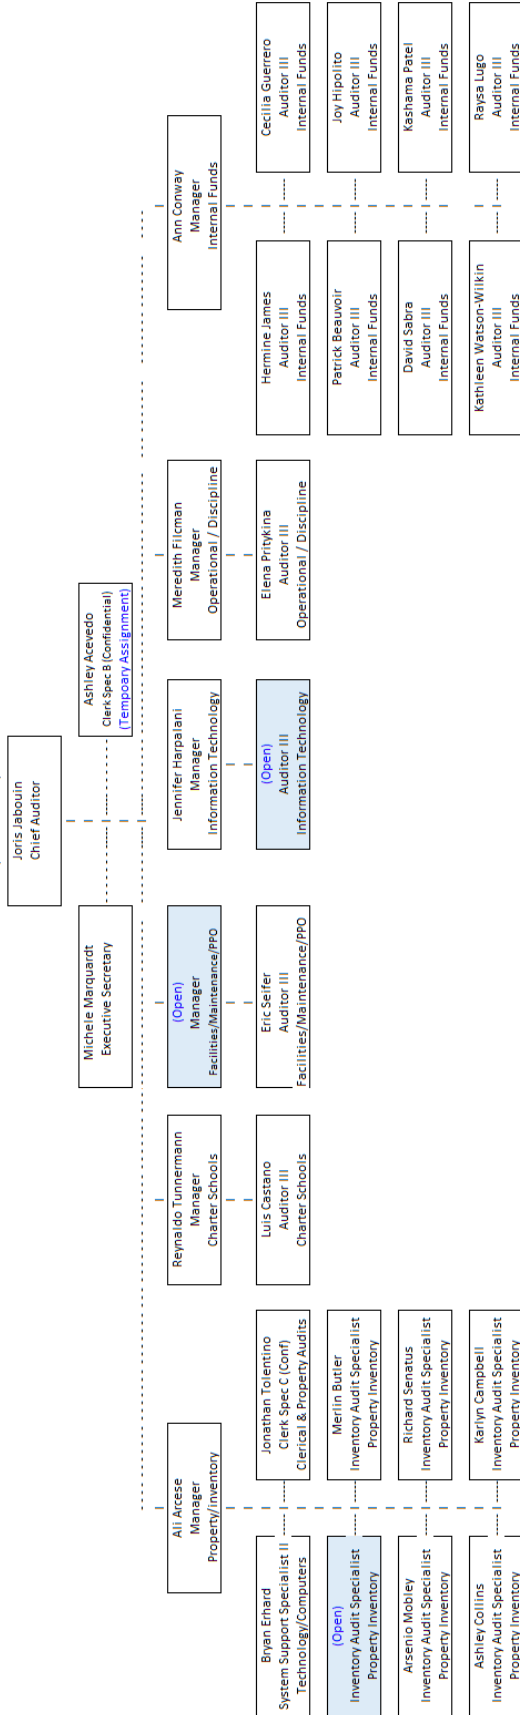 Joris Jabouin
Chief Auditor
Michele Marquardt
Executive Secretary
Ashley Acevedo
Clerk Spec B (Confidential)
(Tempoary Assignment)
Ali Arcese
Manager
Property/Inventory
Reynaldo Tunnermann
Manager
Charter Schools
(Open)
Manager
Facilities/Maintenance/PPO
Jennifer Harpalani
Manager
Information Technology
Meredith Filcman
Manager
Operational / Discipline
Ann Conway
Manager
Internal Funds
Bryan Erhard
System Support Specialist II
Technology/Computers
Jonathan Tolentino
Clerk Spec C (Conf)
Clerical & Property Audits
Luis Castano
Auditor III
Charter Schools
Eric Seifer
Auditor III
Facilities/Maintenance/PPO
(Open)
Auditor III
Information Technology
Elena Pritykina
Auditor III
Operational / Discipline
Hermine James
Auditor III
Internal Funds
Cecilia Guerrero
Auditor III
Internal Funds
(Open)
Inventory Audit Specialist
Property Inventory
Merlin Butler
Inventory Audit Specialist
Property Inventory
Patrick Beauvoir
Auditor III
Internal Funds
Joy Hipolito
Auditor III
Internal Funds
Arsenio Mobley
Inventory Audit Specialist
Property Inventory
Richard Senatus
Inventory Audit Specialist
Property Inventory
David Sabra
Auditor III
Internal Funds
Kashama Patel
Auditor III
Internal Funds
Ashley Collins
Inventory Audit Specialist
Property Inventory
Karlyn Campbell
Inventory Audit Specialist
Property Inventory
Kathleen Watson-Wilkin
Auditor III
Internal Funds
Raysa Lugo
Auditor III
Internal Funds